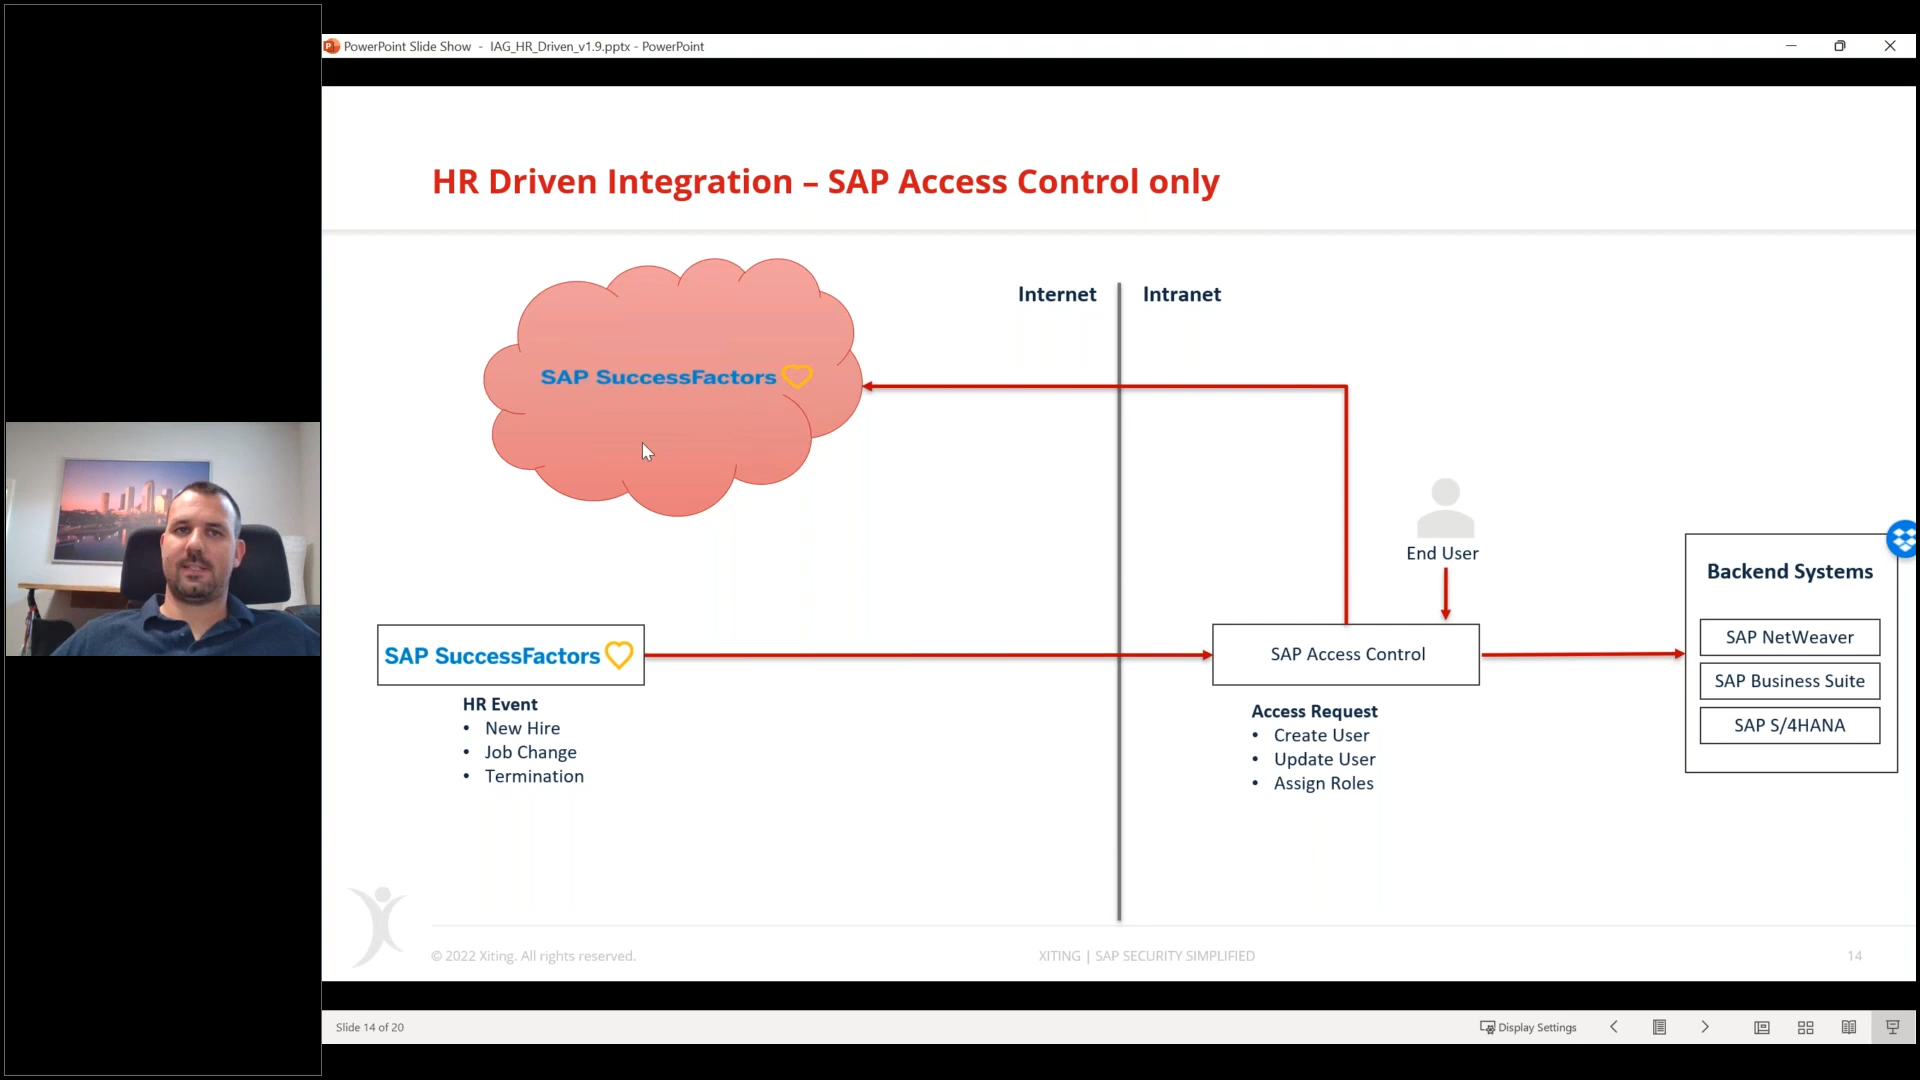 PowerPoint Slide Show - IAG_HR_Driven_v1.9.pptx - PowerPoint
HR Driven Integration – SAP Access Control only
Internet
Intranet
SAP SuccessFactors
End User
Backend Systems
SAP NetWeaver
SAP Business Suite
SAP S/4HANA
SAP SuccessFactors
SAP Access Control
HR Event
• New Hire
• Job Change
• Termination
Access Request
• Create User
• Update User
• Assign Roles
© 2022 Xiting. All rights reserved.
XITING | SAP SECURITY SIMPLIFIED
14
Slide 14 of 20
Display Settings